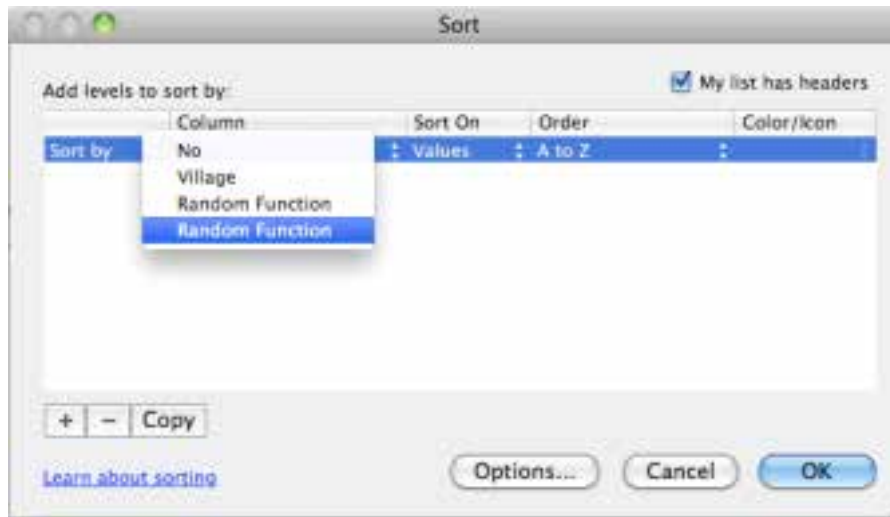 Sort
Add levels to sort by:
My list has headers
Column Sort On Order Color/Icon
Sort by No Values A to Z
Village
Random Function
Random Function
+ − Copy
Learn about sorting
Options... Cancel OK